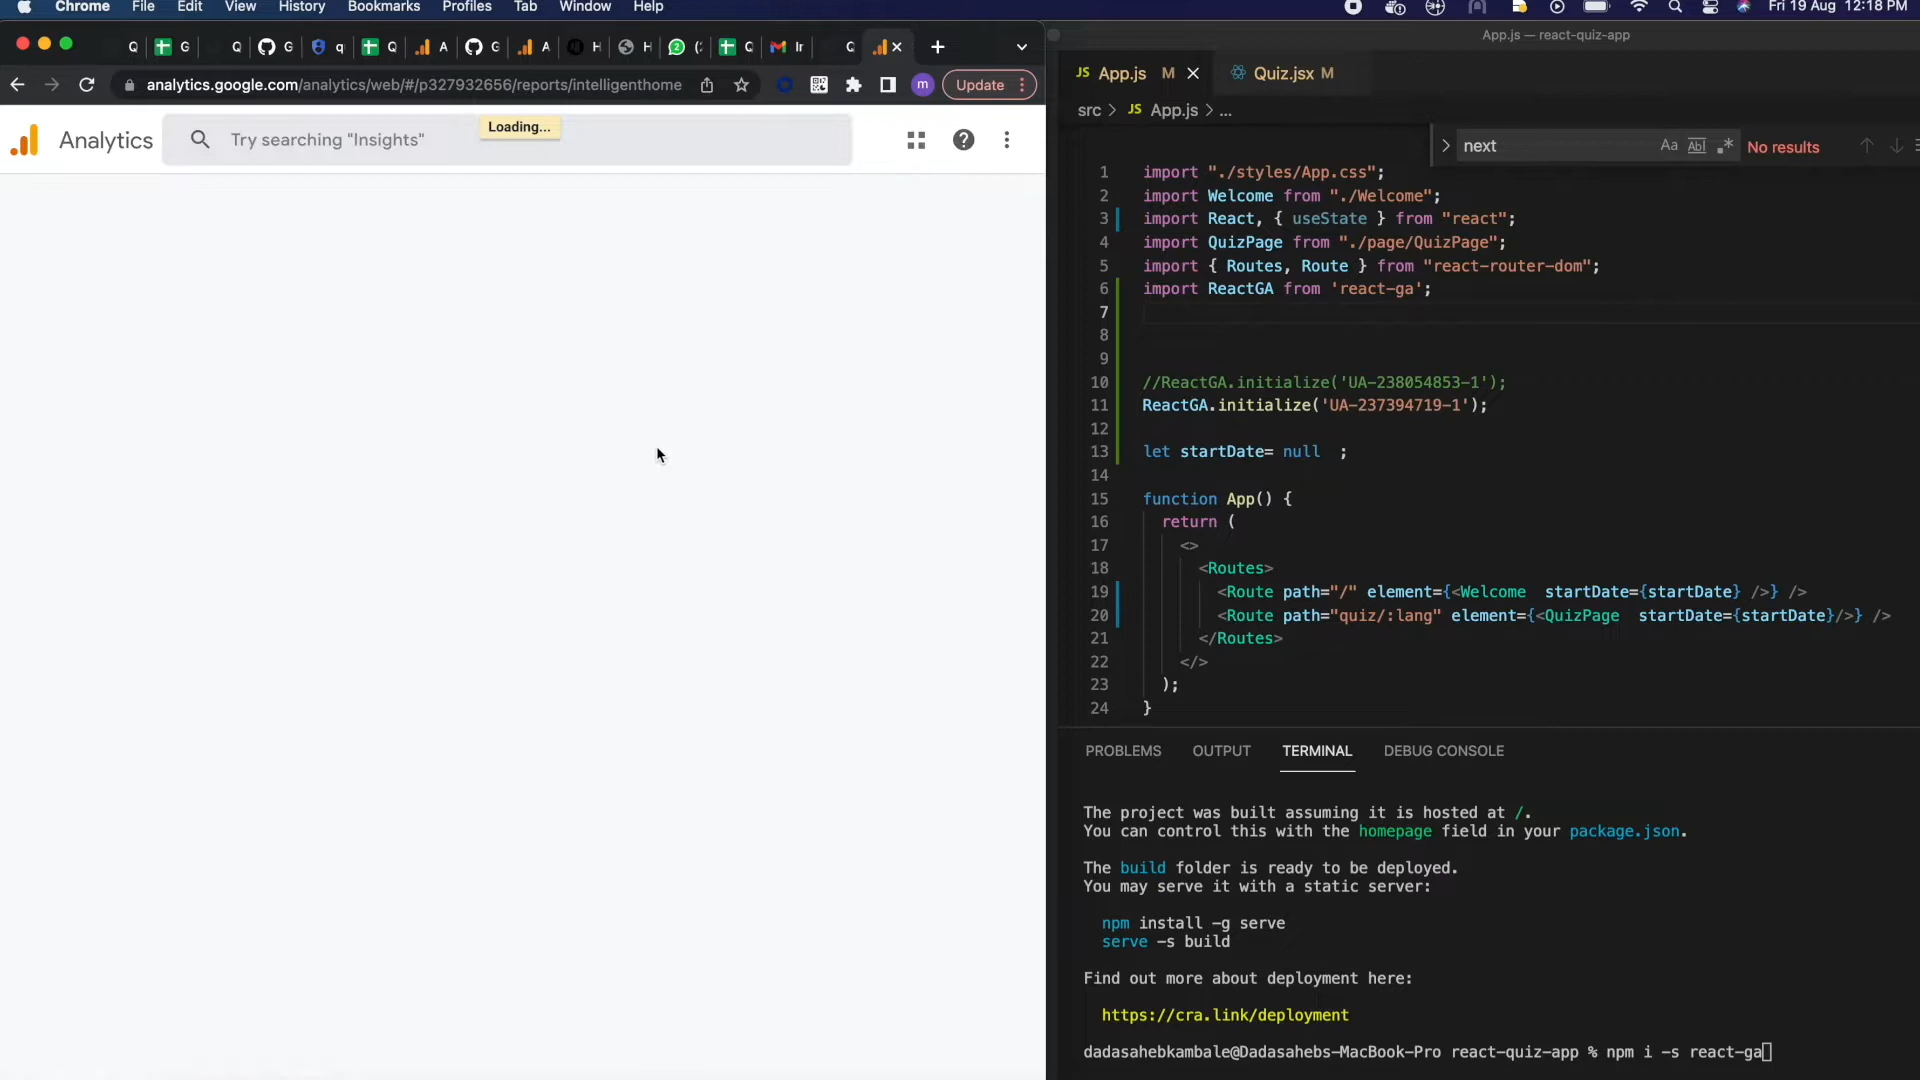 Chrome File Edit View History Bookmarks Profiles Tab Window Help
Fri 19 Aug 12:18 PM
Update
analytics.google.com/analytics/web/#/p327932656/reports/intelligenthome
Analytics
Try searching "Insights"
Loading...
App.js — react-quiz-app
JS App.js M
Quiz.jsx M
src > JS App.js > ...
next
Aa
No results
1 import "./styles/App.css";
2 import Welcome from "./Welcome";
3 import React, { useState } from "react";
4 import QuizPage from "./page/QuizPage";
5 import { Routes, Route } from "react-router-dom";
6 import ReactGA from 'react-ga';
7
8
9
10 //ReactGA.initialize('UA-238054853-1');
11 ReactGA.initialize('UA-237394719-1');
12
13 let startDate= null  ;
14
15 function App() {
16 return (
17 <>
18 <Routes>
19 <Route path="/" element={<Welcome  startDate={startDate} />} />
20 <Route path="quiz/:lang" element={<QuizPage  startDate={startDate}/>} />
21 </Routes>
22 </>
23 );
24 }
PROBLEMS OUTPUT TERMINAL DEBUG CONSOLE
The project was built assuming it is hosted at /.
You can control this with the homepage field in your package.json.
The build folder is ready to be deployed.
You may serve it with a static server:
npm install -g serve
serve -s build
Find out more about deployment here:
https://cra.link/deployment
dadasahebkambale@Dadasahebs-MacBook-Pro react-quiz-app % npm i -s react-ga